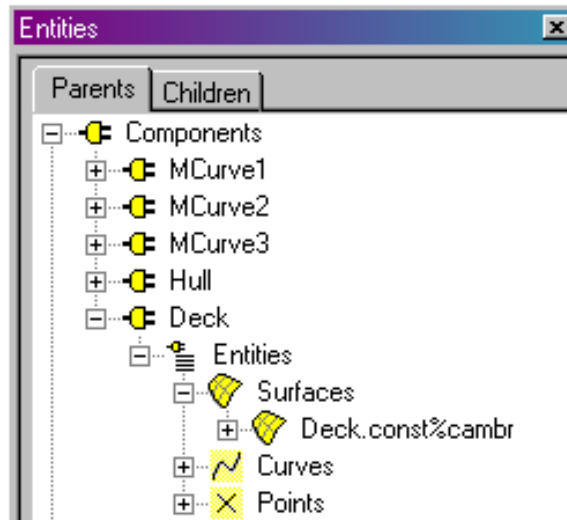 Entities
Parents Children
Components
MCurve1
MCurve2
MCurve3
Hull
Deck
Entities
Surfaces
Deck.const%cambr
Curves
Points